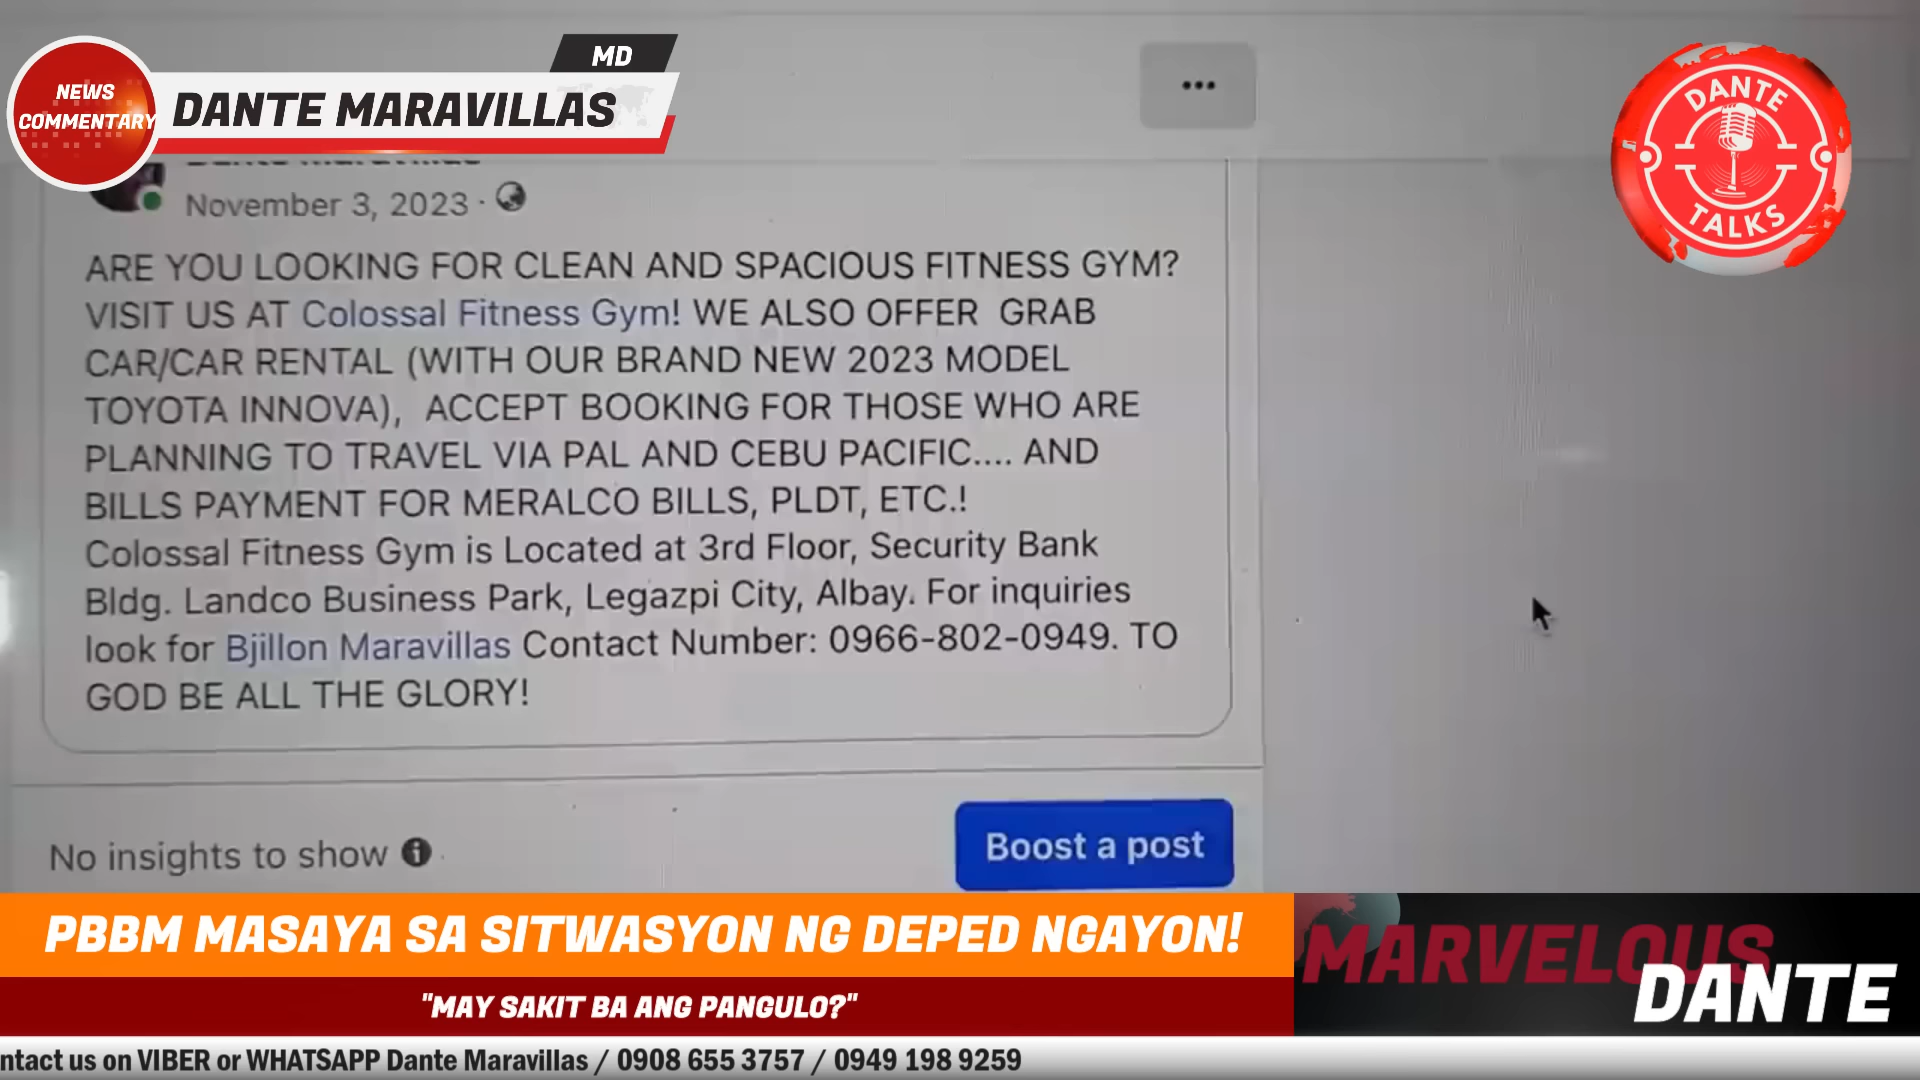 MD
NEWS
COMMENTARY
DANTE MARAVILLAS
DANTE
TALKS
November 3, 2023 ·
ARE YOU LOOKING FOR CLEAN AND SPACIOUS FITNESS GYM?
VISIT US AT Colossal Fitness Gym! WE ALSO OFFER GRAB
CAR/CAR RENTAL (WITH OUR BRAND NEW 2023 MODEL
TOYOTA INNOVA), ACCEPT BOOKING FOR THOSE WHO ARE
PLANNING TO TRAVEL VIA PAL AND CEBU PACIFIC.... AND
BILLS PAYMENT FOR MERALCO BILLS, PLDT, ETC.!
Colossal Fitness Gym is Located at 3rd Floor, Security Bank
Bldg. Landco Business Park, Legazpi City, Albay. For inquiries
look for Bjillon Maravillas Contact Number: 0966-802-0949. TO
GOD BE ALL THE GLORY!
No insights to show
Boost a post
PBBM MASAYA SA SITWASYON NG DEPED NGAYON!
"MAY SAKIT BA ANG PANGULO?"
MARVELOUS
DANTE
ntact us on VIBER or WHATSAPP Dante Maravillas / 0908 655 3757 / 0949 198 9259